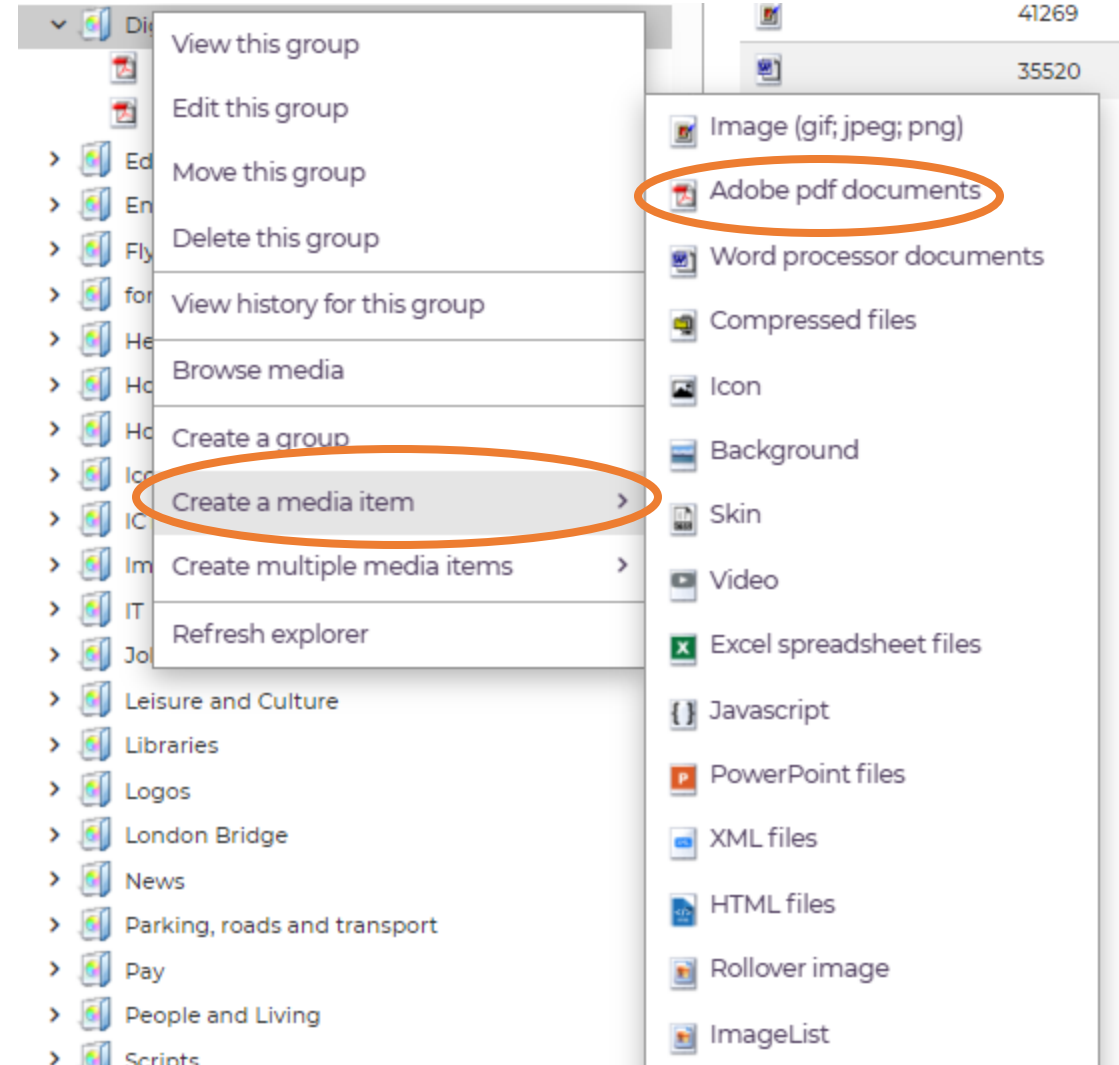 View this group
Edit this group
Move this group
Delete this group
View history for this group
Browse media
Create a group
Create a media item
Create multiple media items
Refresh explorer
Leisure and Culture
Libraries
Logos
London Bridge
News
Parking, roads and transport
Pay
People and Living
Scripts
41269
35520
Image (gif; jpeg; png)
Adobe pdf documents
Word processor documents
Compressed files
Icon
Background
Skin
Video
Excel spreadsheet files
Javascript
PowerPoint files
XML files
HTML files
Rollover image
ImageList